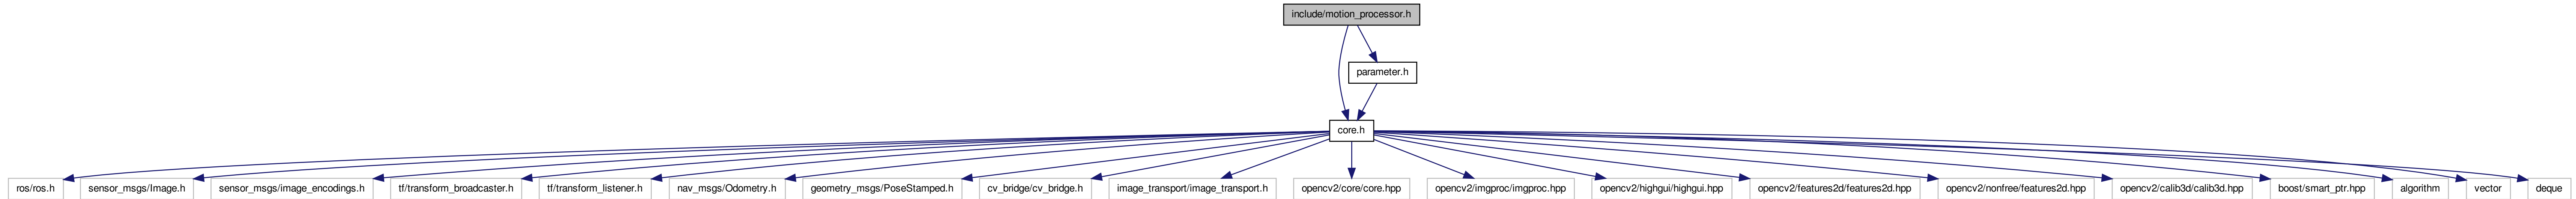 include/motion_processor.h
parameter.h
core.h
ros/ros.h
sensor_msgs/Image.h
sensor_msgs/image_encodings.h
tf/transform_broadcaster.h
tf/transform_listener.h
nav_msgs/Odometry.h
geometry_msgs/PoseStamped.h
cv_bridge/cv_bridge.h
image_transport/image_transport.h
opencv2/core/core.hpp
opencv2/imgproc/imgproc.hpp
opencv2/highgui/highgui.hpp
opencv2/features2d/features2d.hpp
opencv2/nonfree/features2d.hpp
opencv2/calib3d/calib3d.hpp
boost/smart_ptr.hpp
algorithm
vector
deque